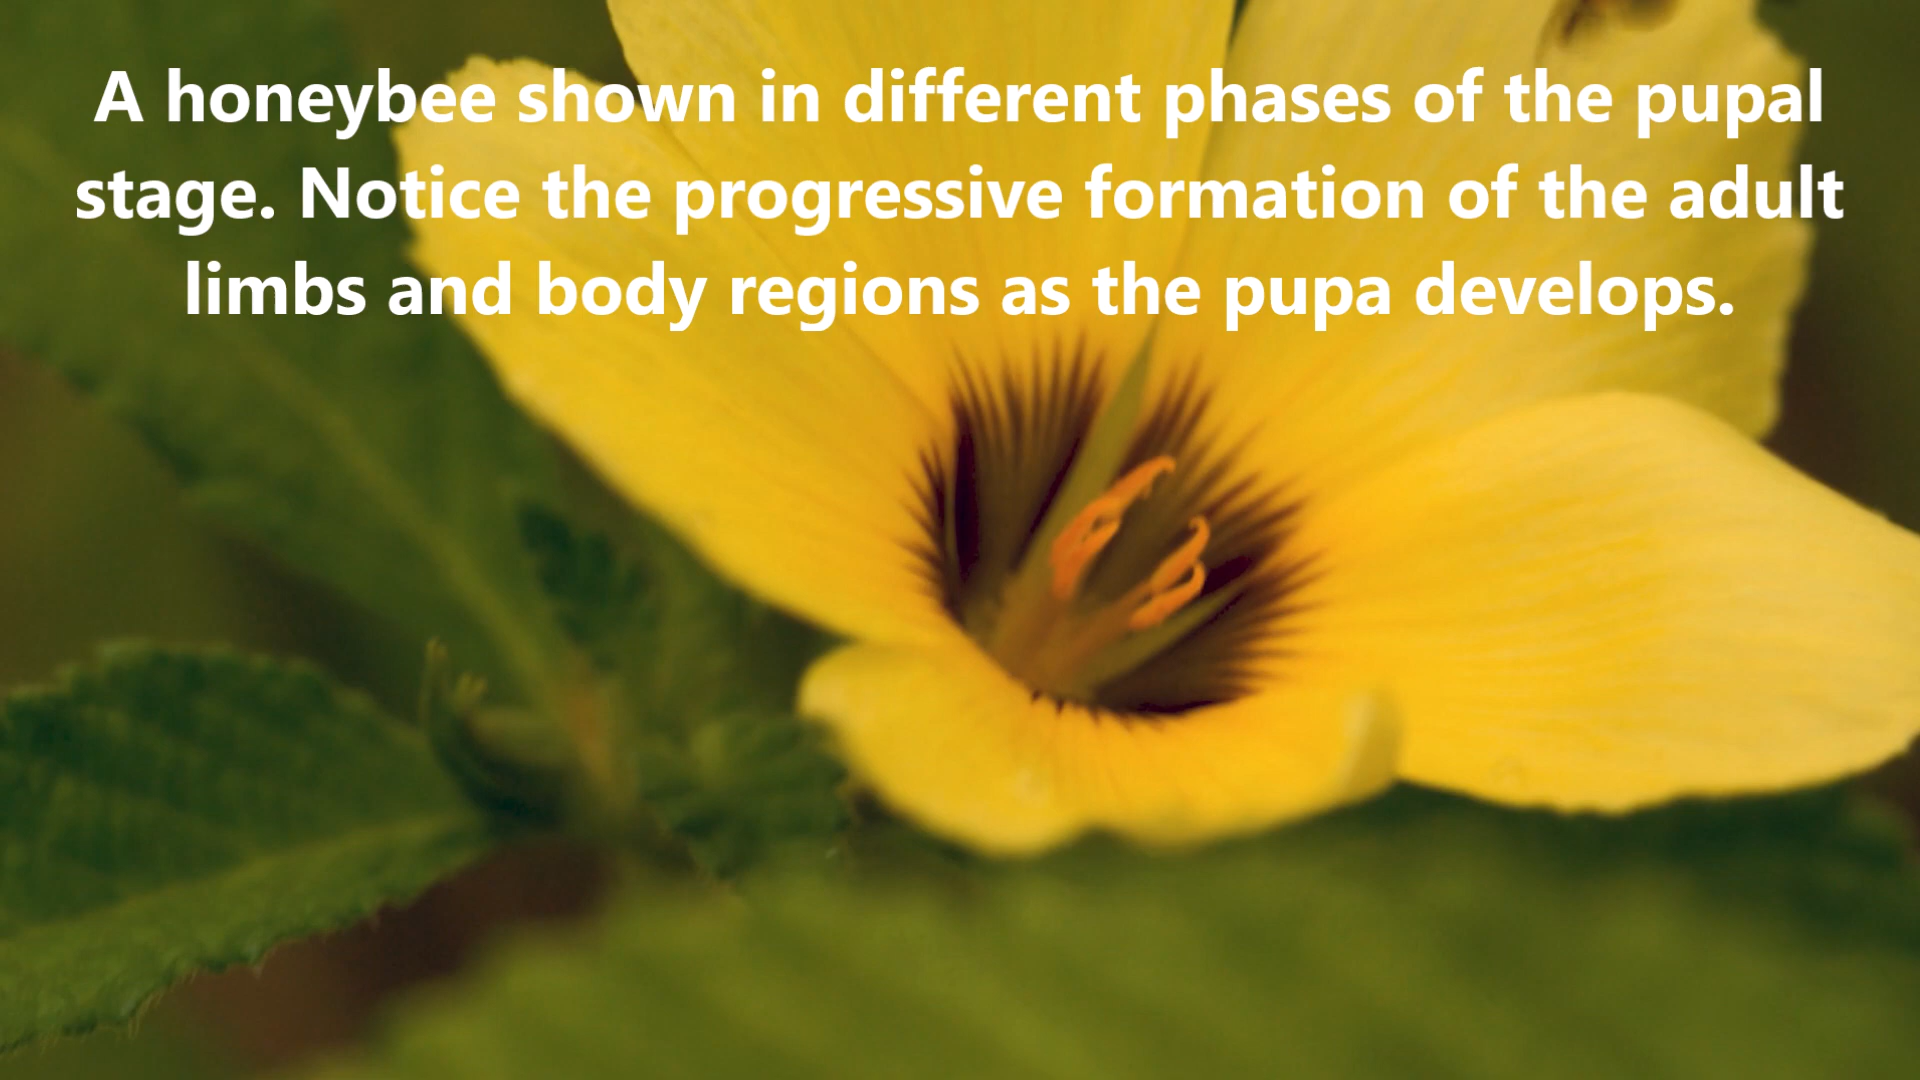 A honeybee shown in different phases of the pupal
stage. Notice the progressive formation of the adult
limbs and body regions as the pupa develops.